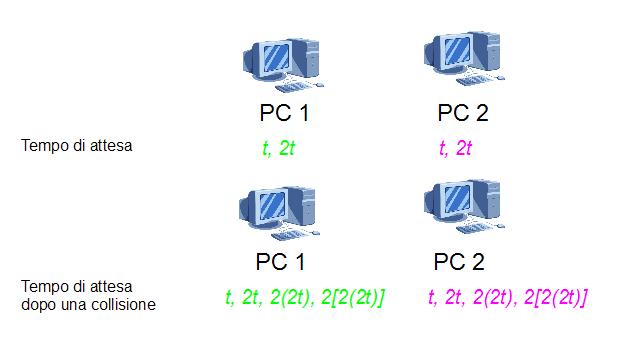 PC 1
PC 2
Tempo di attesa
t, 2t
t, 2t
PC 1
PC 2
Tempo di attesa
dopo una collisione
t, 2t, 2(2t), 2[2(2t)]
t, 2t, 2(2t), 2[2(2t)]